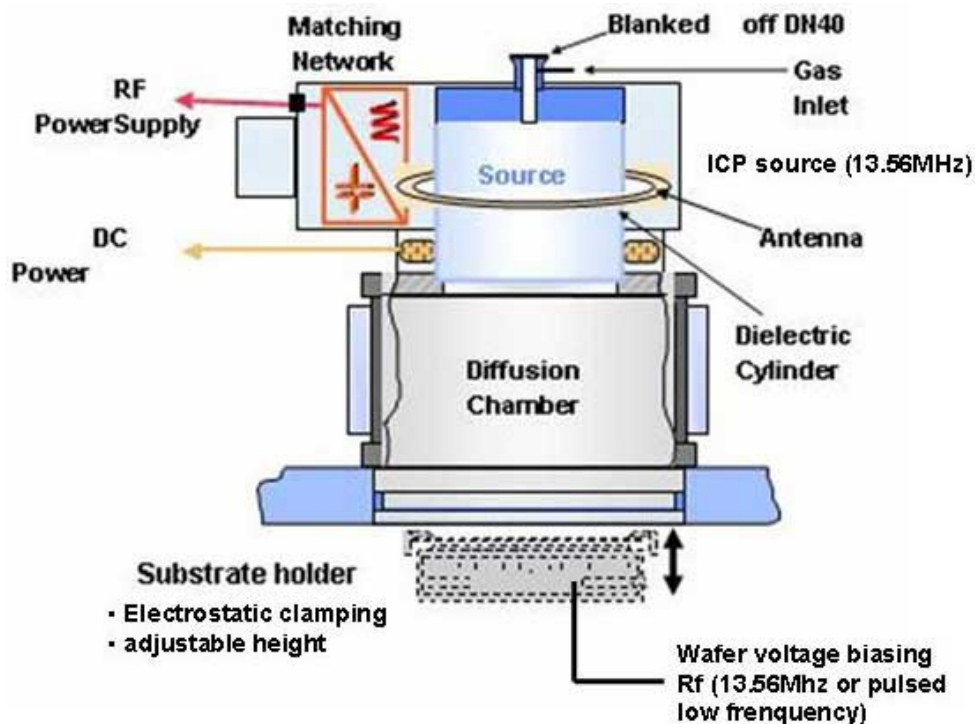 Matching
Network
Blanked off DN40
Gas
Inlet
RF
PowerSupply
ICP source (13.56MHz)
Source
Antenna
DC
Power
Dielectric
Cylinder
Diffusion
Chamber
Substrate holder
- Electrostatic clamping
- adjustable height
Wafer voltage biasing
Rf (13.56Mhz or pulsed
low frenquency)